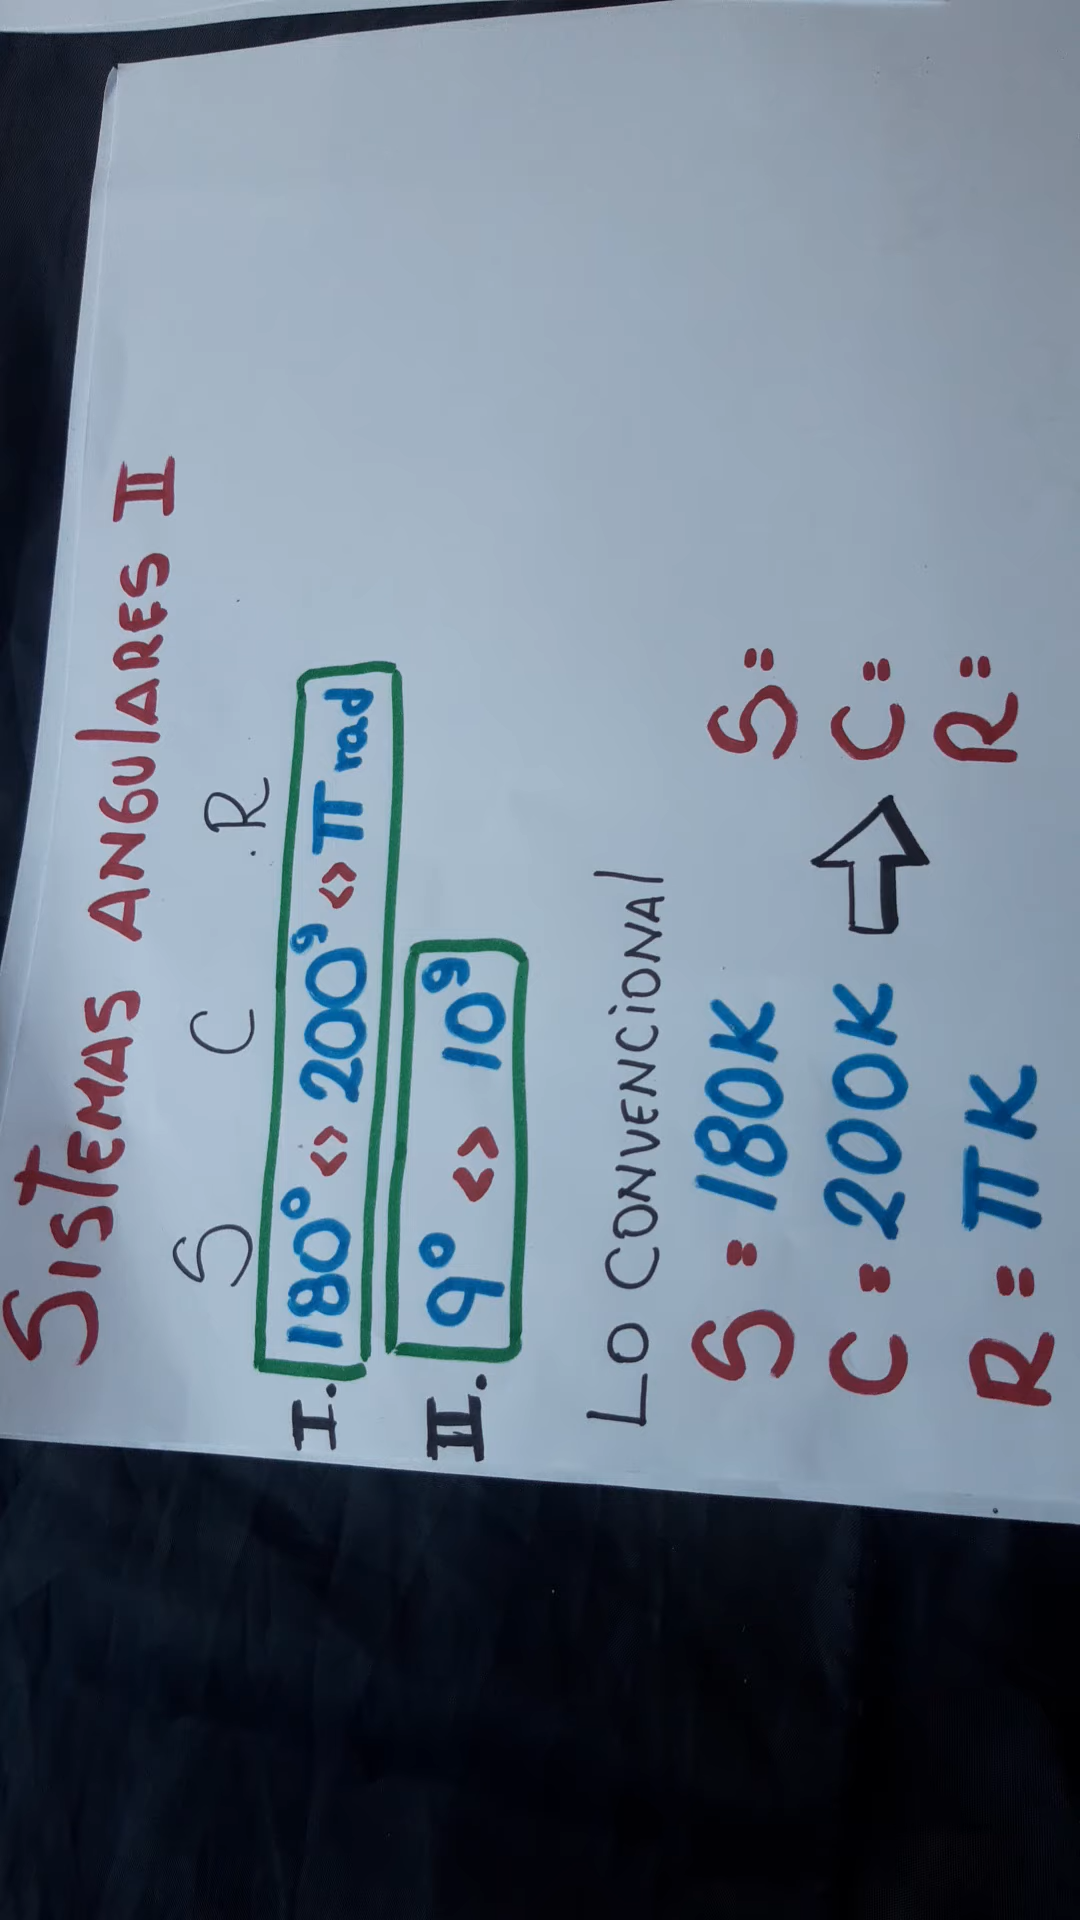 SISTEMAS ANGULARES II
S C R
I. 180° <> 200ᵍ <> π rad
II. 9° <> 10ᵍ
LO CONVENCIONAL
S = 180K S =
C = 200K ⇨ C =
R = πK R =